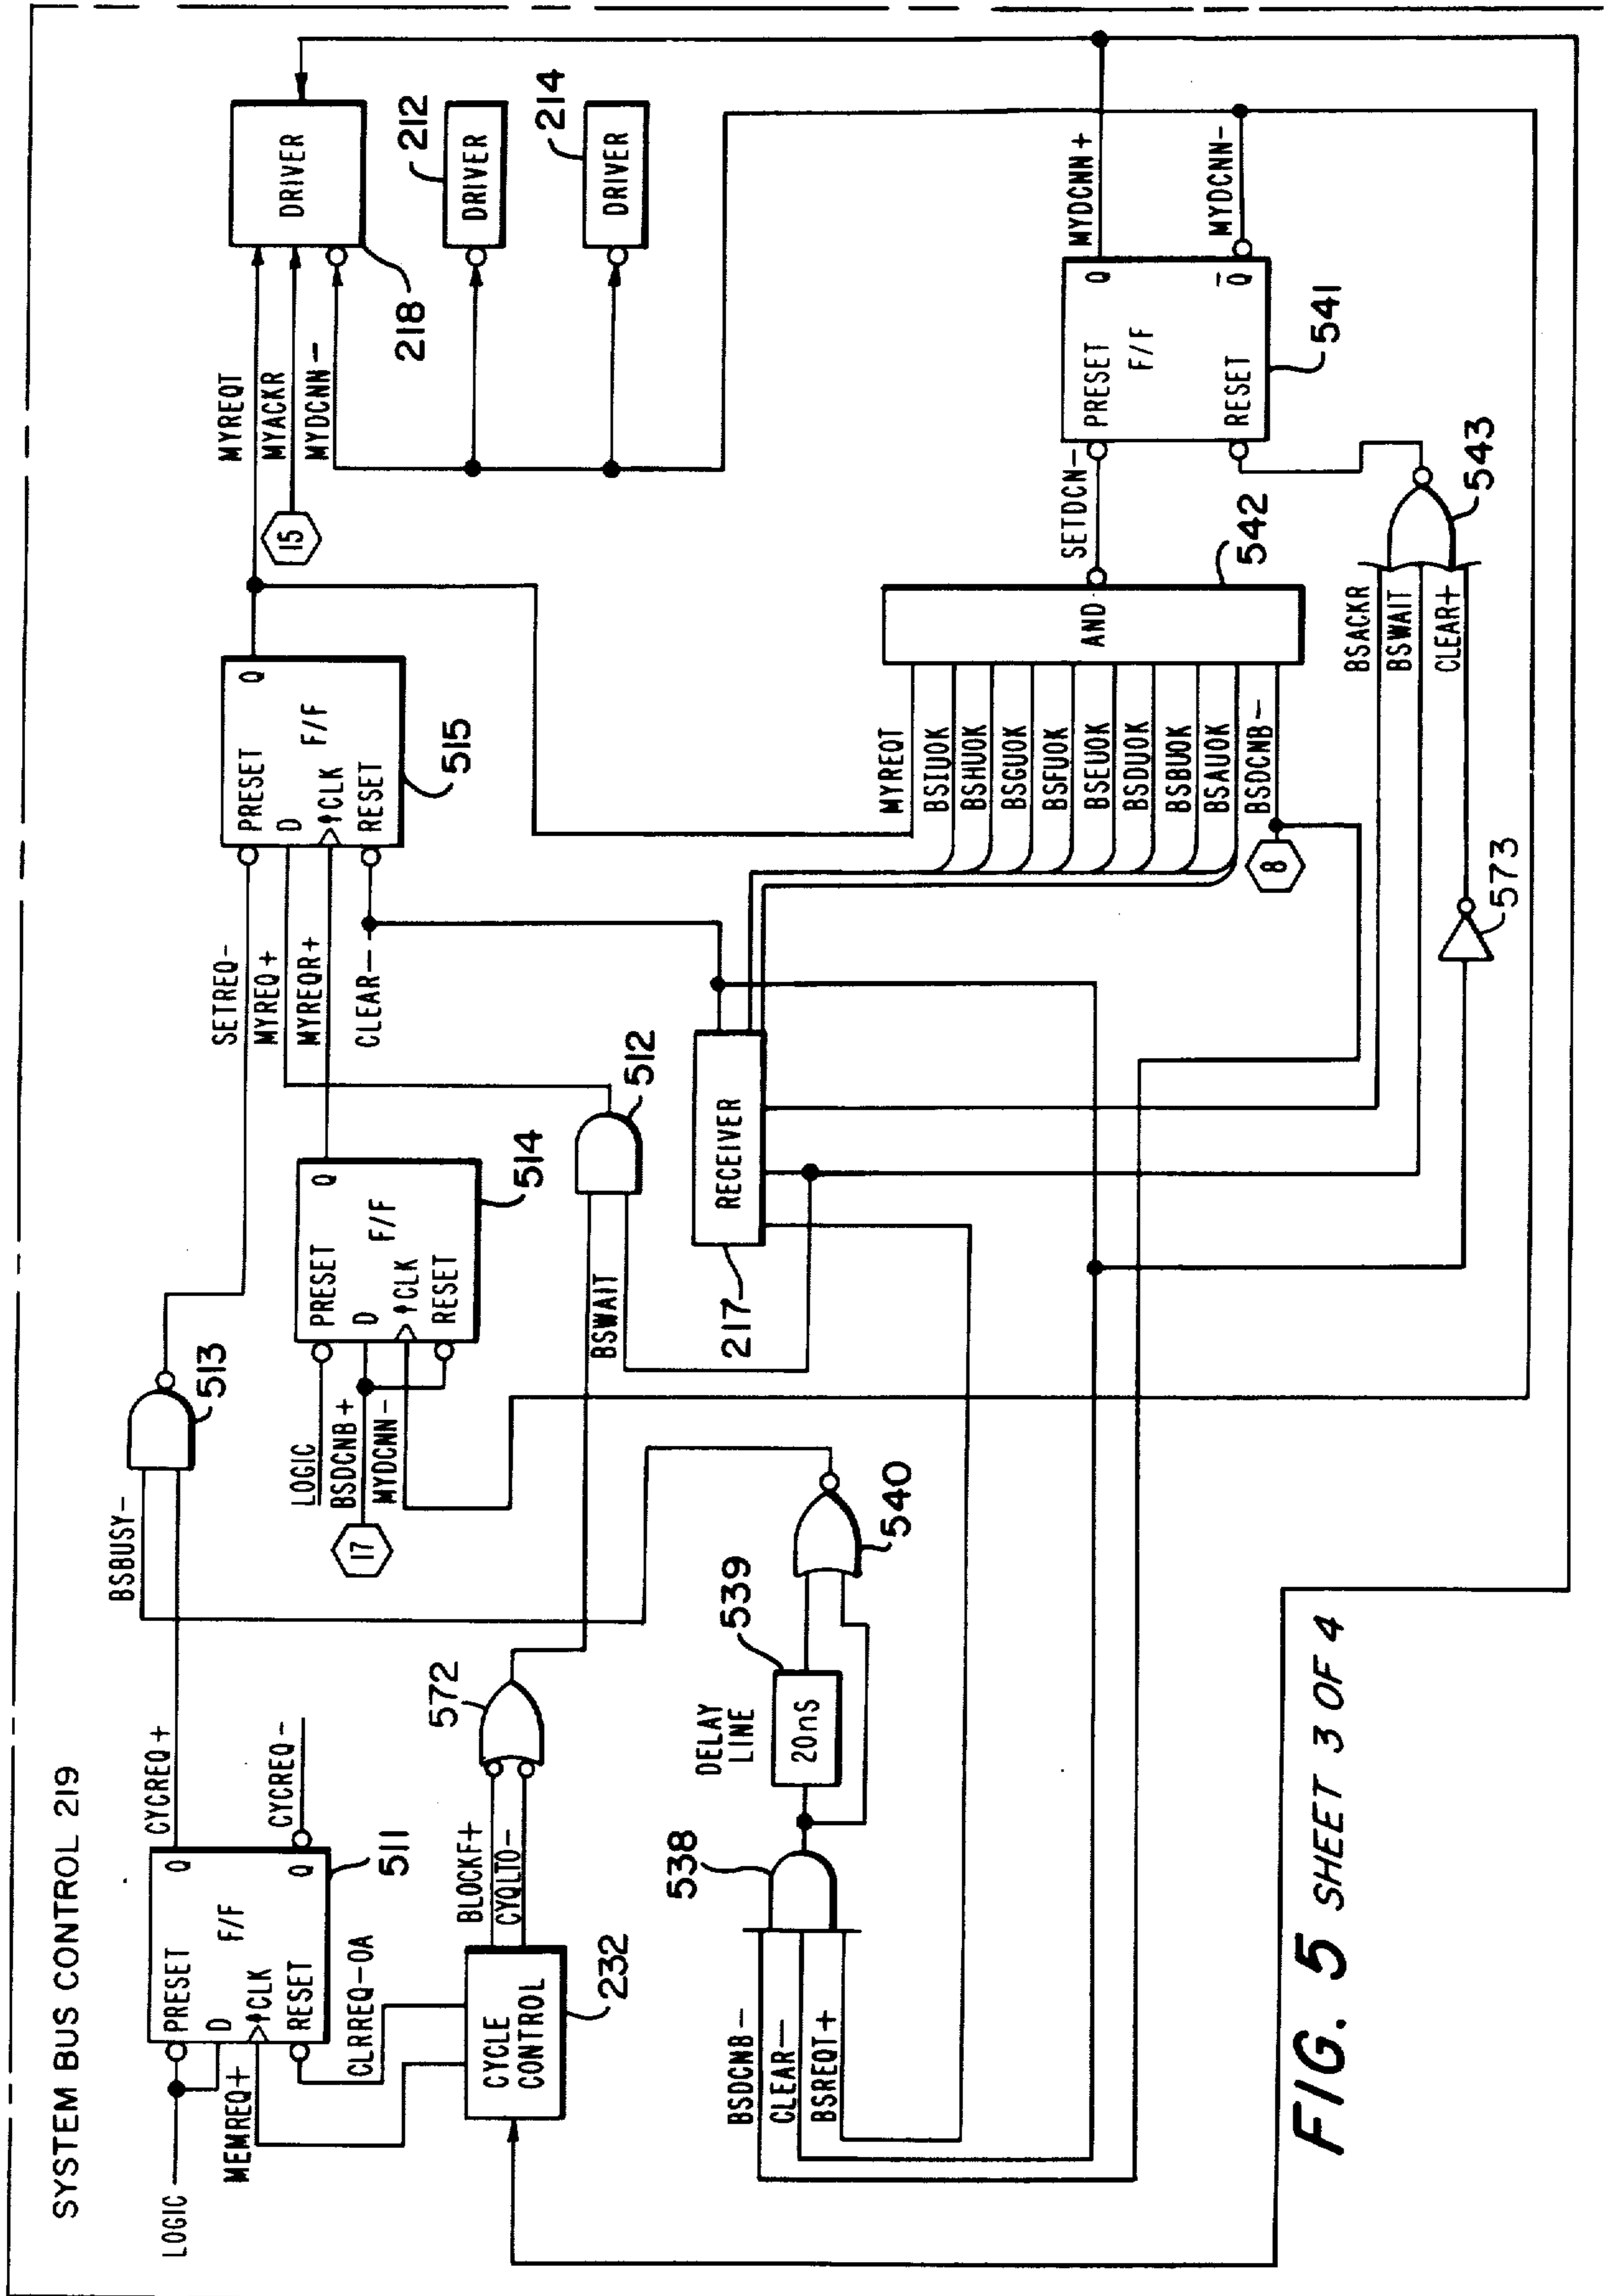 SYSTEM BUS CONTROL 219
LOGIC
MEMREQ+
PRESET
D
↑CLK
RESET
F/F
Q
Q
511
CYCREQ+
CYCREQ-
CLRREQ-OA
CYCLE
CONTROL
232
BLOCKF+
CYQLTO-
572
BSBUSY-
513
LOGIC
BSDCNB+
MYDCNN-
17
PRESET
D
↑CLK
RESET
F/F
Q
514
BSWAIT
512
SETREQ-
MYREQ+
MYREQR+
CLEAR-
PRESET
D
↑CLK
RESET
F/F
Q
515
MYREQT
MYACKR
MYDCNN-
15
DRIVER
218
DRIVER
212
DRIVER
214
BSDCNB-
CLEAR-
BSREQT+
538
DELAY
LINE
20nS
539
540
RECEIVER
217
MYREQT
BSIUOK
BSHUOK
BSGUOK
BSFUOK
BSEUOK
BSDUOK
BSBUOK
BSAUOK
BSDCNB-
8
AND
542
SETDCN-
PRESET
F/F
RESET
Q
Q̅
541
MYDCNN+
MYDCNN-
BSACKR
BSWAIT
CLEAR+
543
573
FIG. 5 SHEET 3 OF 4